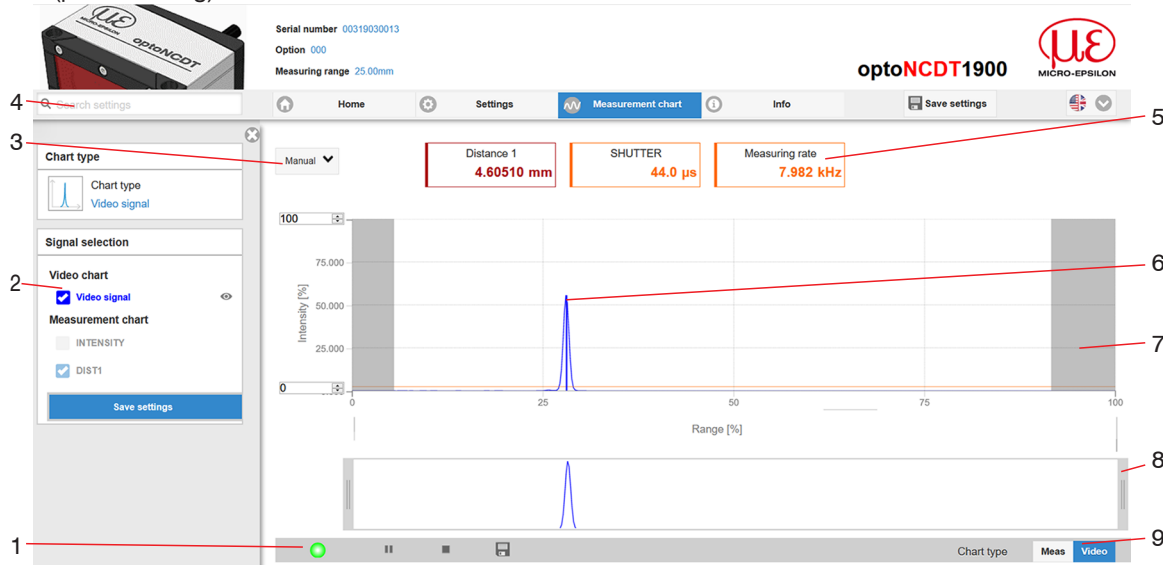 MICRO-EPSILON
optoNCDT
Serial number 00319030013
Option 000
Measuring range 25.00mm
optoNCDT1900
με
MICRO-EPSILON
4
Search settings
Home
Settings
Measurement chart
Info
Save settings
5
3
Chart type
Chart type
Video signal
Manual
Distance 1
4.60510 mm
SHUTTER
44.0 µs
Measuring rate
7.982 kHz
Signal selection
2
Video chart
Video signal
Measurement chart
INTENSITY
DIST1
Save settings
100
75.000
50.000
25.000
0
Intensity [%]
6
7
0
25
50
75
100
Range [%]
8
1
Chart type
Meas
Video
9